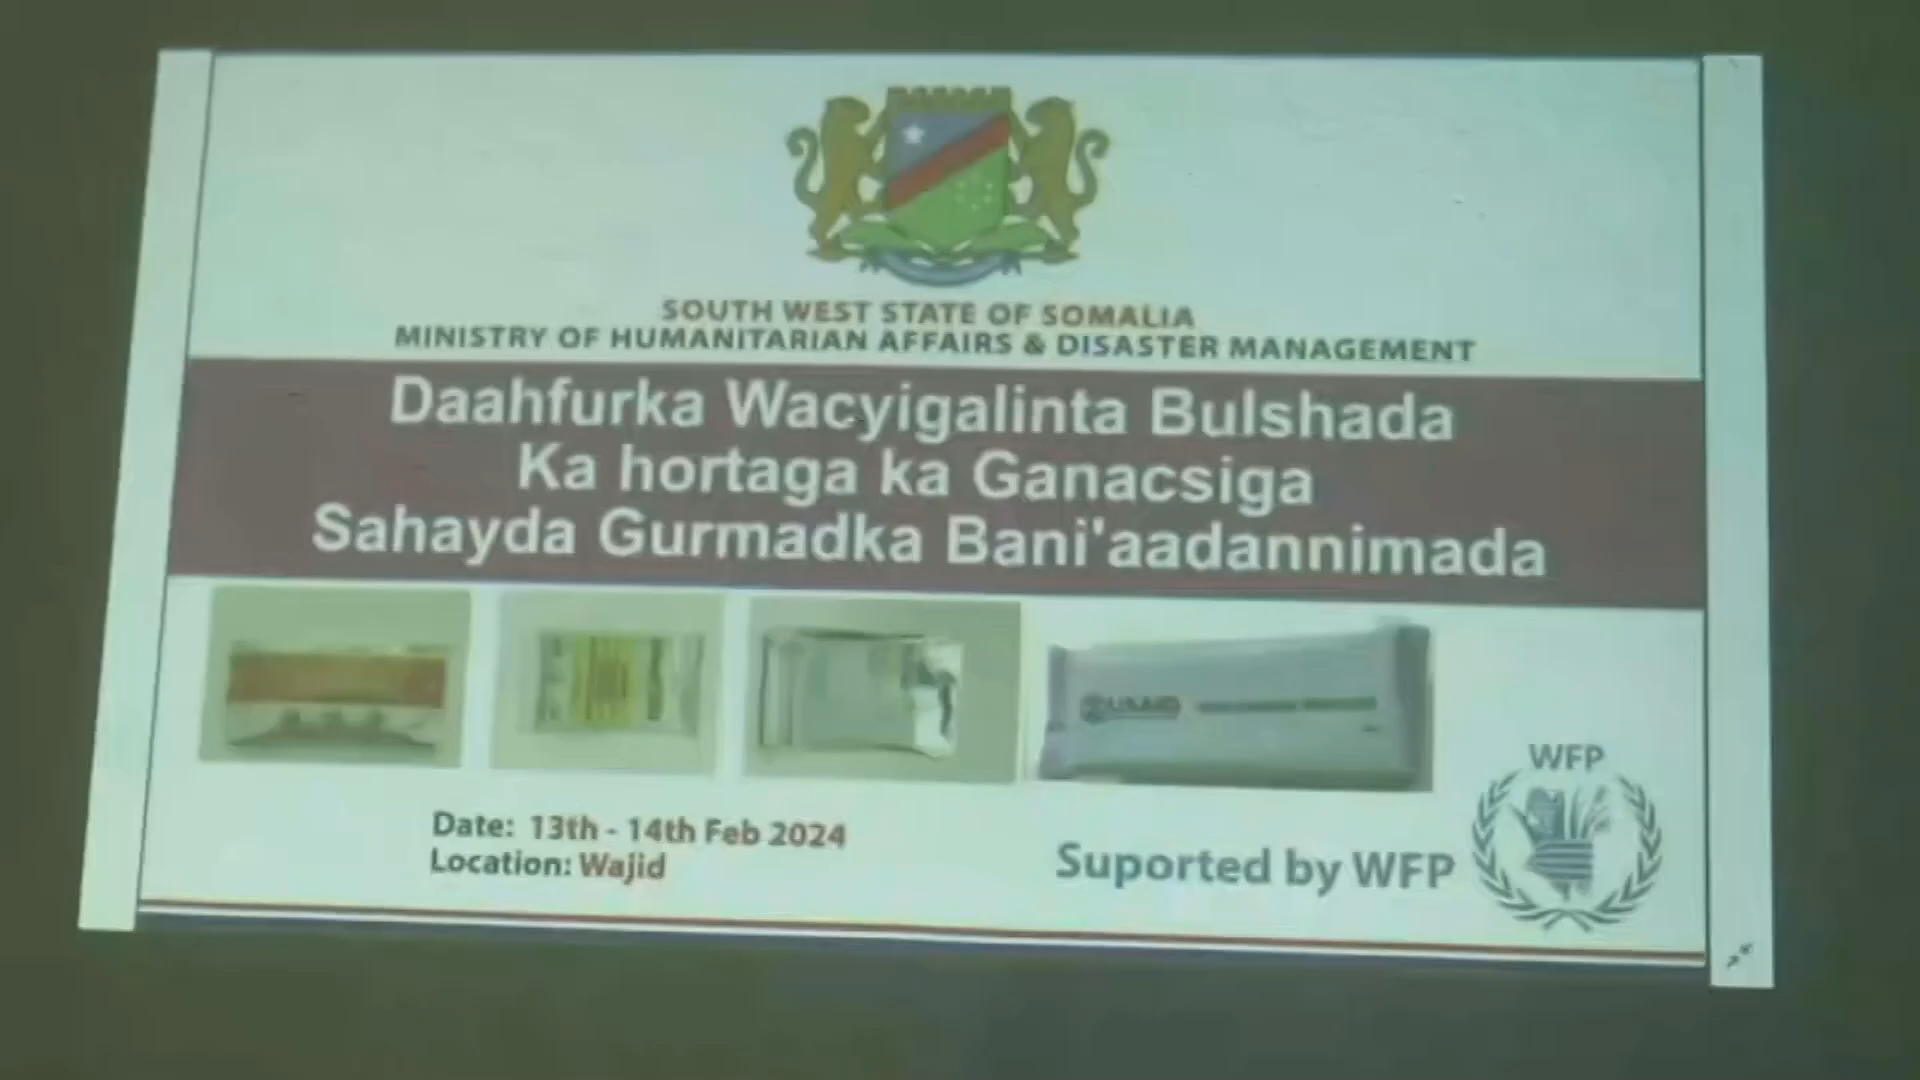 SOUTH WEST STATE OF SOMALIA
MINISTRY OF HUMANITARIAN AFFAIRS & DISASTER MANAGEMENT
Daahfurka Wacyigalinta Bulshada
Ka hortaga ka Ganacsiga
Sahayda Gurmadka Bani'aadannimada
USAID
Date: 13th - 14th Feb 2024
Location: Wajid
Suported by WFP
WFP